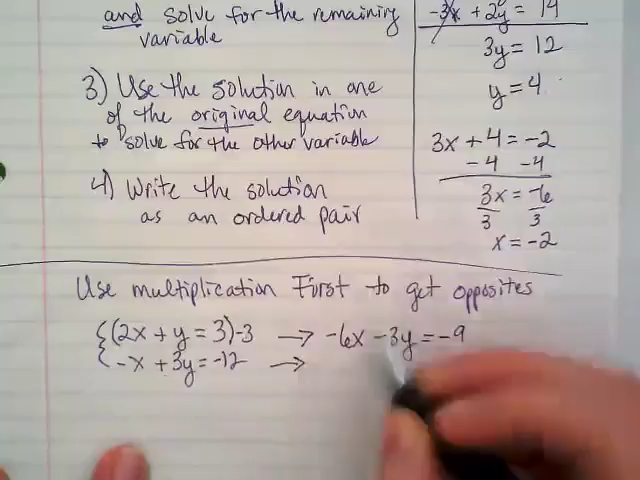 and solve for the remaining
variable
3) Use the solution in one
of the original equation
to solve for the other variable
4) Write the solution
as an ordered pair
-3x + 2y = 14
3y = 12
y = 4
3x + 4 = -2
-4 -4
3x = -6
3 3
x = -2
Use multiplication First to get opposites
{(2x + y = 3)-3 → -6x - 3y = -9
{-x + 3y = -12 →